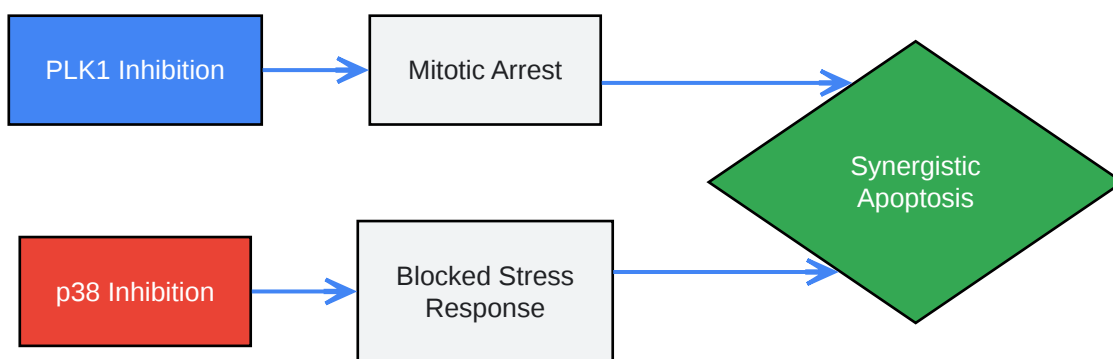 PLK1 Inhibition
Mitotic Arrest
Synergistic
Apoptosis
p38 Inhibition
Blocked Stress
Response